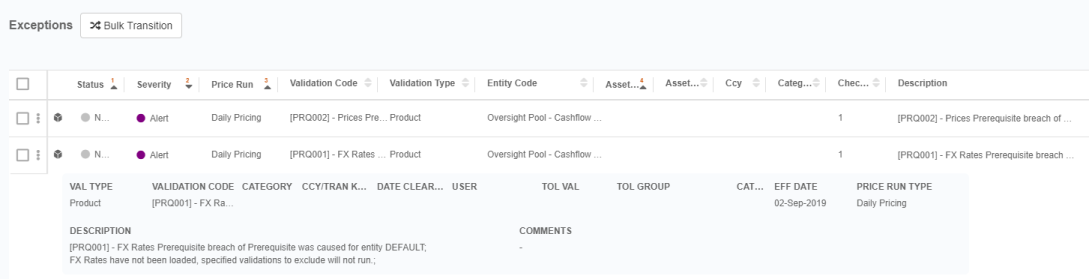 Exceptions Bulk Transition
Status 1 Severity 2 Price Run 3 Validation Code Validation Type Entity Code Asset... 4 Asset... Ccy Categ... Chec... Description
N... Alert Daily Pricing [PRQ002] - Prices Pre... Product Oversight Pool - Cashflow ... 1 [PRQ002] - Prices Prerequisite breach of ...
N... Alert Daily Pricing [PRQ001] - FX Rates ... Product Oversight Pool - Cashflow ... 1 [PRQ001] - FX Rates Prerequisite breach ...
VAL TYPE VALIDATION CODE CATEGORY CCY/TRAN K... DATE CLEAR... USER TOL VAL TOL GROUP CAT... EFF DATE PRICE RUN TYPE
Product [PRQ001] - FX Ra... 02-Sep-2019 Daily Pricing
DESCRIPTION COMMENTS
[PRQ001] - FX Rates Prerequisite breach of Prerequisite was caused for entity DEFAULT; -
FX Rates have not been loaded, specified validations to exclude will not run.;